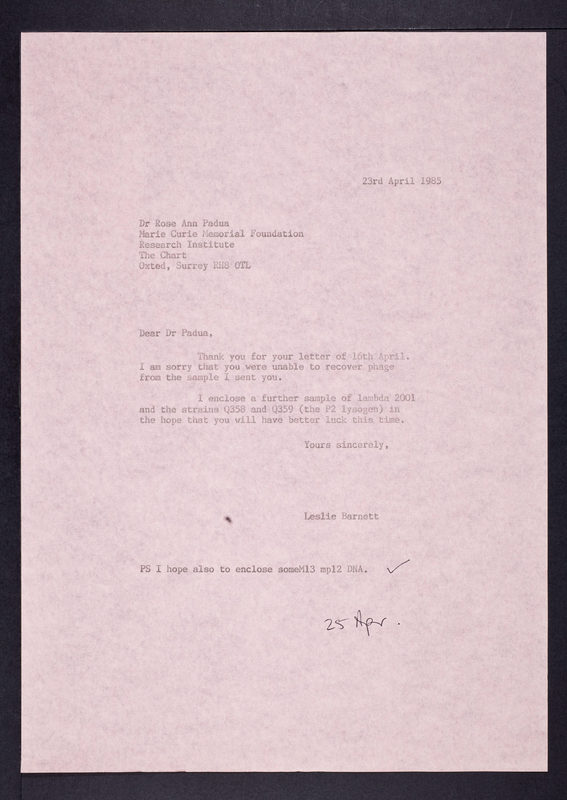 23rd April 1985
Dr Rose Ann Padua
Marie Curie Memorial Foundation
Research Institute
The Chart
Oxted, Surrey RH8 OTL
Dear Dr Padua,
Thank you for your letter of 16th April.
I am sorry that you were unable to recover phage
from the sample I sent you.
I enclose a further sample of lambda 2001
and the strains Q358 and Q359 (the P2 lysogen) in
the hope that you will have better luck this time.
Yours sincerely,
Leslie Barnett
PS I hope also to enclose someM13 mp12 DNA. ✓
25 Apr.